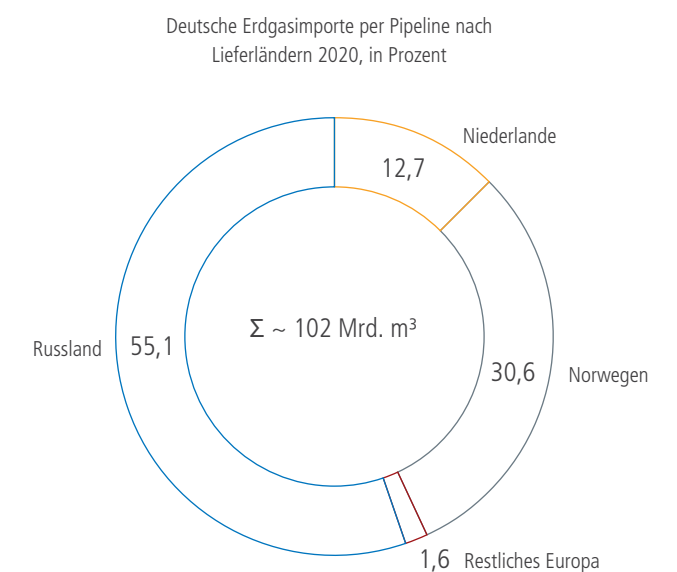 Deutsche Erdgasimporte per Pipeline nach
Lieferländern 2020, in Prozent
Niederlande
12,7
Σ ~ 102 Mrd. m³
Russland
55,1
30,6
Norwegen
1,6
Restliches Europa